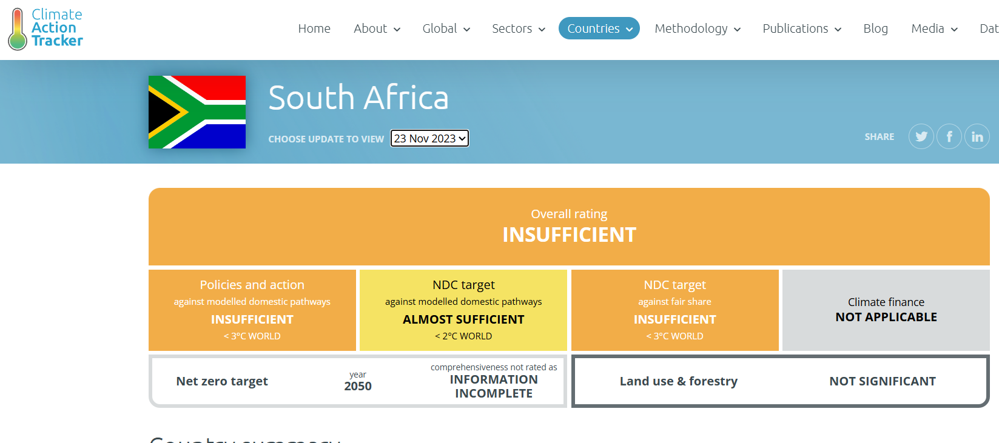 Climate
Action
Tracker
Home About Global Sectors Countries Methodology Publications Blog Media Dat
South Africa
CHOOSE UPDATE TO VIEW 23 Nov 2023
SHARE
Overall rating
INSUFFICIENT
Policies and action
against modelled domestic pathways
INSUFFICIENT
< 3°C WORLD
NDC target
against modelled domestic pathways
ALMOST SUFFICIENT
< 2°C WORLD
NDC target
against fair share
INSUFFICIENT
< 3°C WORLD
Climate finance
NOT APPLICABLE
Net zero target
year
2050
comprehensiveness not rated as
INFORMATION
INCOMPLETE
Land use & forestry
NOT SIGNIFICANT
Country summary